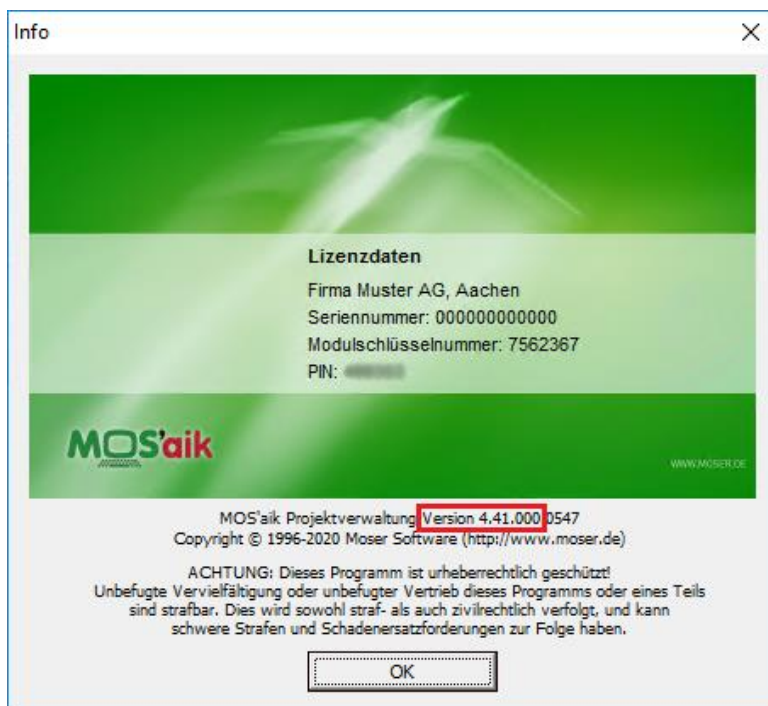 Info
Lizenzdaten
Firma Muster AG, Aachen
Seriennummer: 000000000000
Modulschlüsselnummer: 7562367
PIN:
MOS'aik
WWW.MOSER.DE
MOS'aik Projektverwaltung Version 4.41.000.0547
Copyright © 1996-2020 Moser Software (http://www.moser.de)
ACHTUNG: Dieses Programm ist urheberrechtlich geschützt!
Unbefugte Vervielfältigung oder unbefugter Vertrieb dieses Programms oder eines Teils
sind strafbar. Dies wird sowohl straf- als auch zivilrechtlich verfolgt, und kann
schwere Strafen und Schadenersatzforderungen zur Folge haben.
OK